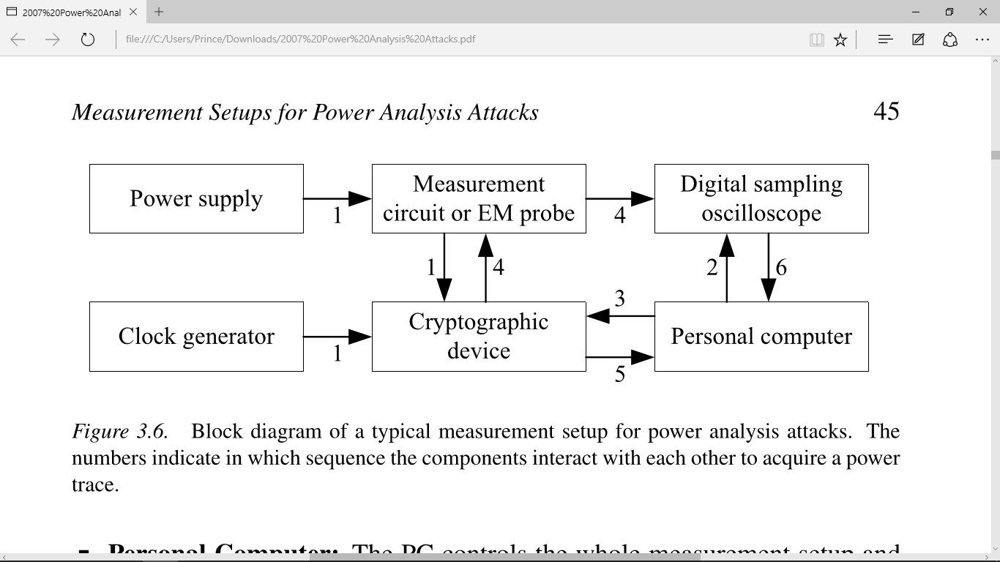 2007%20Power%20Anal
file:///C:/Users/Prince/Downloads/2007%20Power%20Analysis%20Attacks.pdf
Measurement Setups for Power Analysis Attacks 45
Power supply
1
Measurement
circuit or EM probe
4
Digital sampling
oscilloscope
1
4
2
6
3
Clock generator
1
Cryptographic
device
5
Personal computer
Figure 3.6. Block diagram of a typical measurement setup for power analysis attacks. The
numbers indicate in which sequence the components interact with each other to acquire a power
trace.
Personal Computer: The PC controls the whole measurement setup and